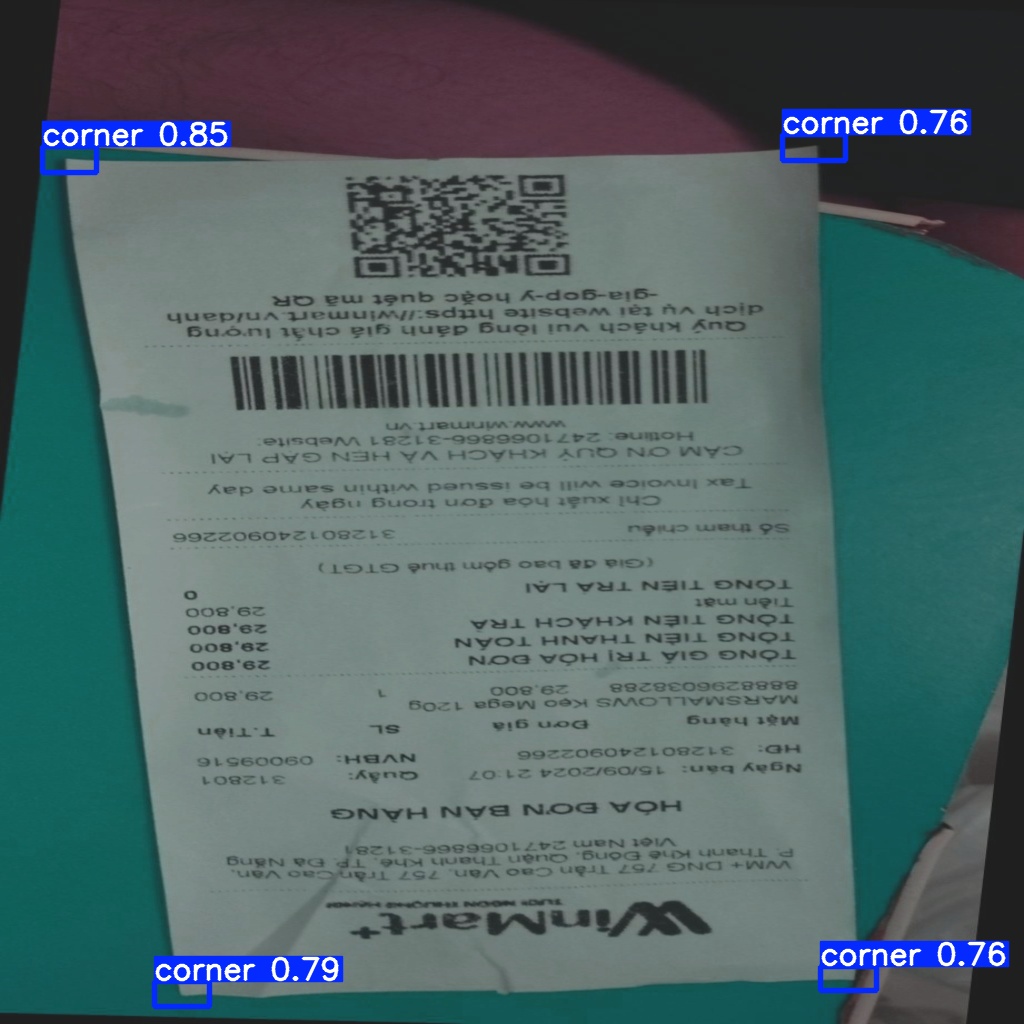 corner 0.85
corner 0.76
WinMart+
TƯƠI NGON THƯỢNG HẠNG
WM+ DNG 757 Trần Cao Vân, 757 Trần Cao Vân,
P. Thanh Khê Đông, Quận Thanh Khê, TP. Đà Nẵng
Việt Nam 2471066866-31281
HÓA ĐƠN BÁN HÀNG
Ngày bán: 15/09/2024 21:07 Quầy: 312801
HĐ: 312801240902266 NVBH: 09009516
Mặt hàng Đơn giá SL T.Tiền
MARSMALLOWS Kẹo Mega 120g
8888296038288 29,800 1 29,800
TỔNG GIÁ TRỊ HÓA ĐƠN 29,800
TỔNG TIỀN THANH TOÁN 29,800
TỔNG TIỀN KHÁCH TRẢ 29,800
Tiền mặt 29,800
TỔNG TIỀN TRẢ LẠI 0
(Giá đã bao gồm thuế GTGT)
Số tham chiếu 312801240902266
Chỉ xuất hóa đơn trong ngày
Tax Invoice will be issued within same day
CẢM ƠN QUÝ KHÁCH VÀ HẸN GẶP LẠI
Hotline: 2471066866-31281 Website:
www.winmart.vn
Quý khách vui lòng đánh giá chất lượng
dịch vụ tại website https://winmart.vn/danh
-gia-gop-y hoặc quét mã QR
corner 0.79
corner 0.76